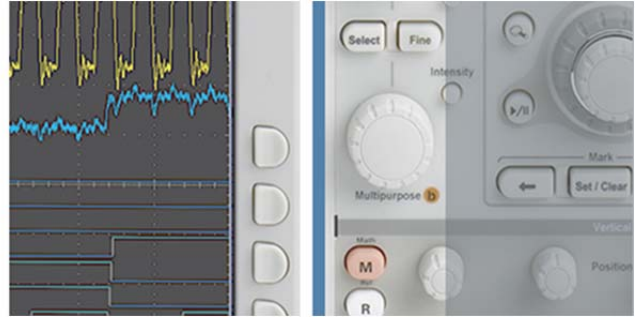 Select
Fine
Intensity
Multipurpose b
Mark
Set / Clear
Vertical
Math
M
Position
Ref
R